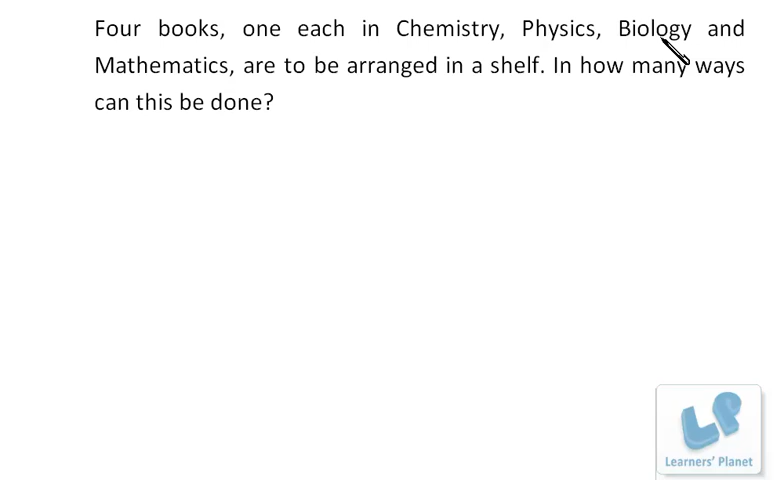 Four books, one each in Chemistry, Physics, Biology and
Mathematics, are to be arranged in a shelf. In how many ways
can this be done?
LP
Learners' Planet